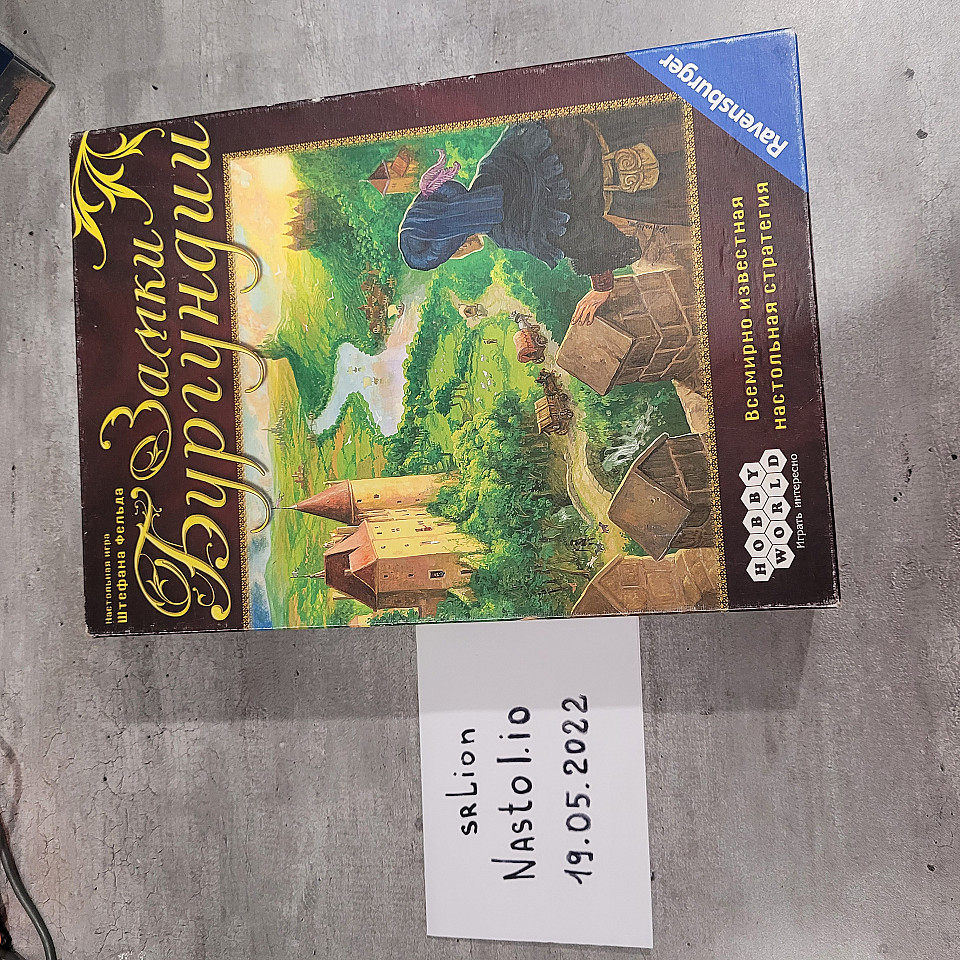 Настольная игра
Штефана Фельда
Замки
Бургундии
Ravensburger
Всемирно известная
настольная стратегия
HOBBY
WORLD
Играть интересно
SRLion
Nastol.io
19.05.2022